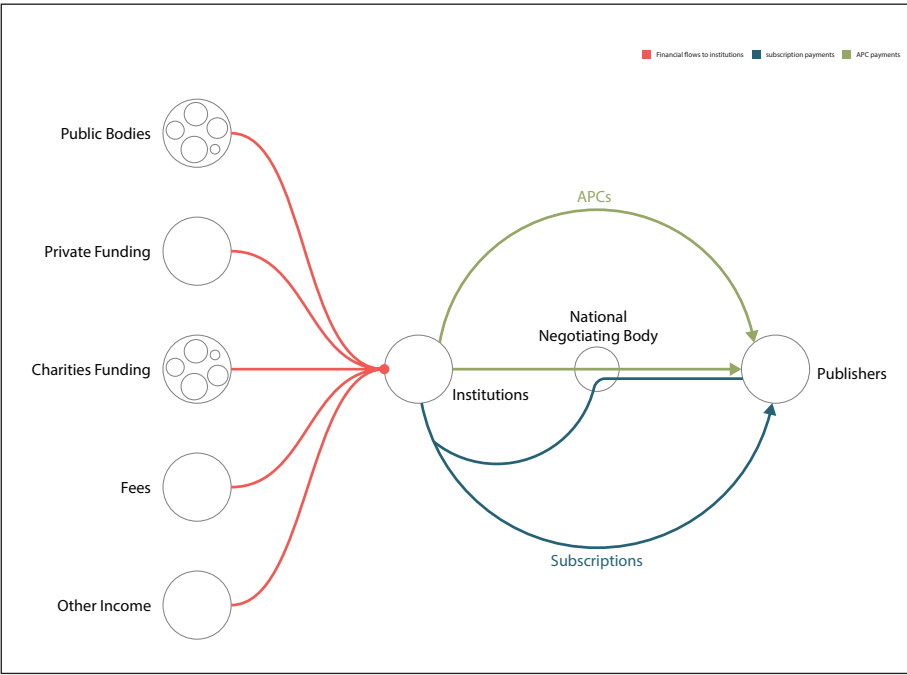 Financial flows to institutions
subscription payments
APC payments
Public Bodies
Private Funding
Charities Funding
Fees
Other Income
APCs
National
Negotiating Body
Institutions
Publishers
Subscriptions